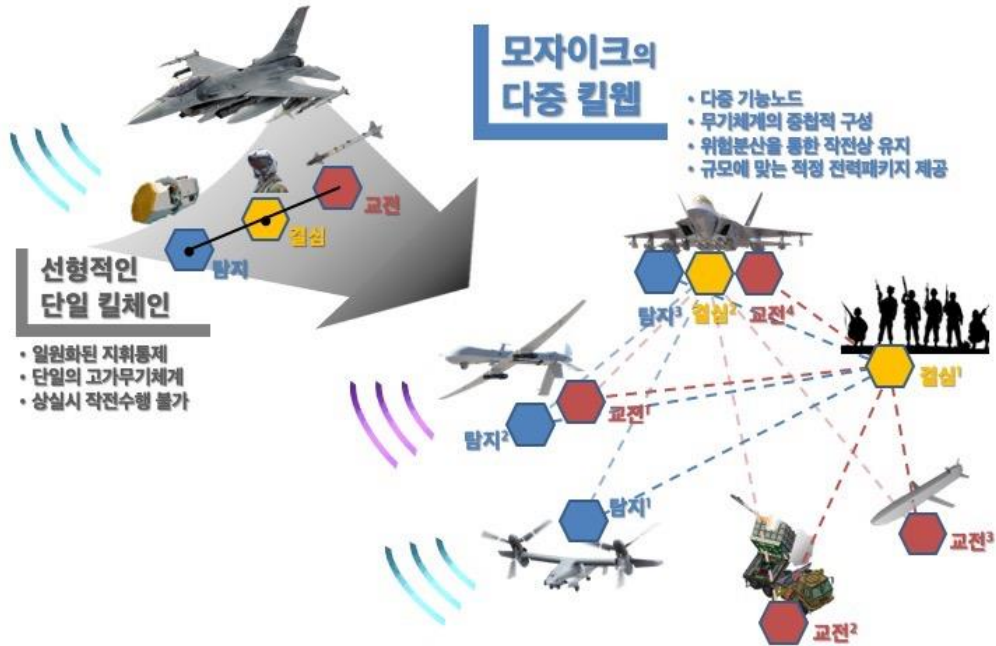 모자이크의
다중 킬웹
• 다중 기능노드
• 무기체계의 중첩적 구성
• 위험분산을 통한 작전상 유지
• 규모에 맞는 적정 전력패키지 제공
교전
결심
탐지
선형적인
단일 킬체인
• 일원화된 지휘통제
• 단일의 고가무기체계
• 상실시 작전수행 불가
탐지³
결심²
교전⁴
결심¹
교전¹
탐지²
탐지¹
교전³
교전²